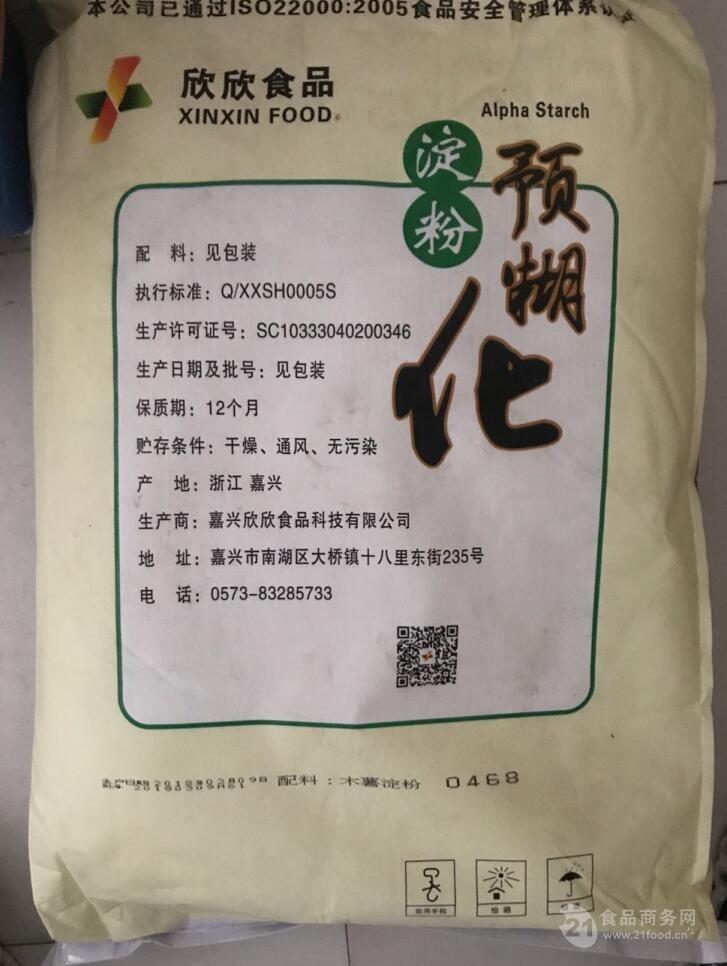 本公司已通过ISO22000:2005食品安全管理体系认证
欣欣食品
XINXIN FOOD
Alpha Starch
预糊化
淀粉
配 料：见包装
执行标准：Q/XXSH0005S
生产许可证号：SC10333040200346
生产日期及批号：见包装
保质期：12个月
贮存条件：干燥、通风、无污染
产 地：浙江 嘉兴
生产商：嘉兴欣欣食品科技有限公司
地 址：嘉兴市南湖区大桥镇十八里东街235号
电 话：0573-83285733
配料：木薯淀粉 0468
禁用手钩
怕晒
食品商务网
www.21food.cn